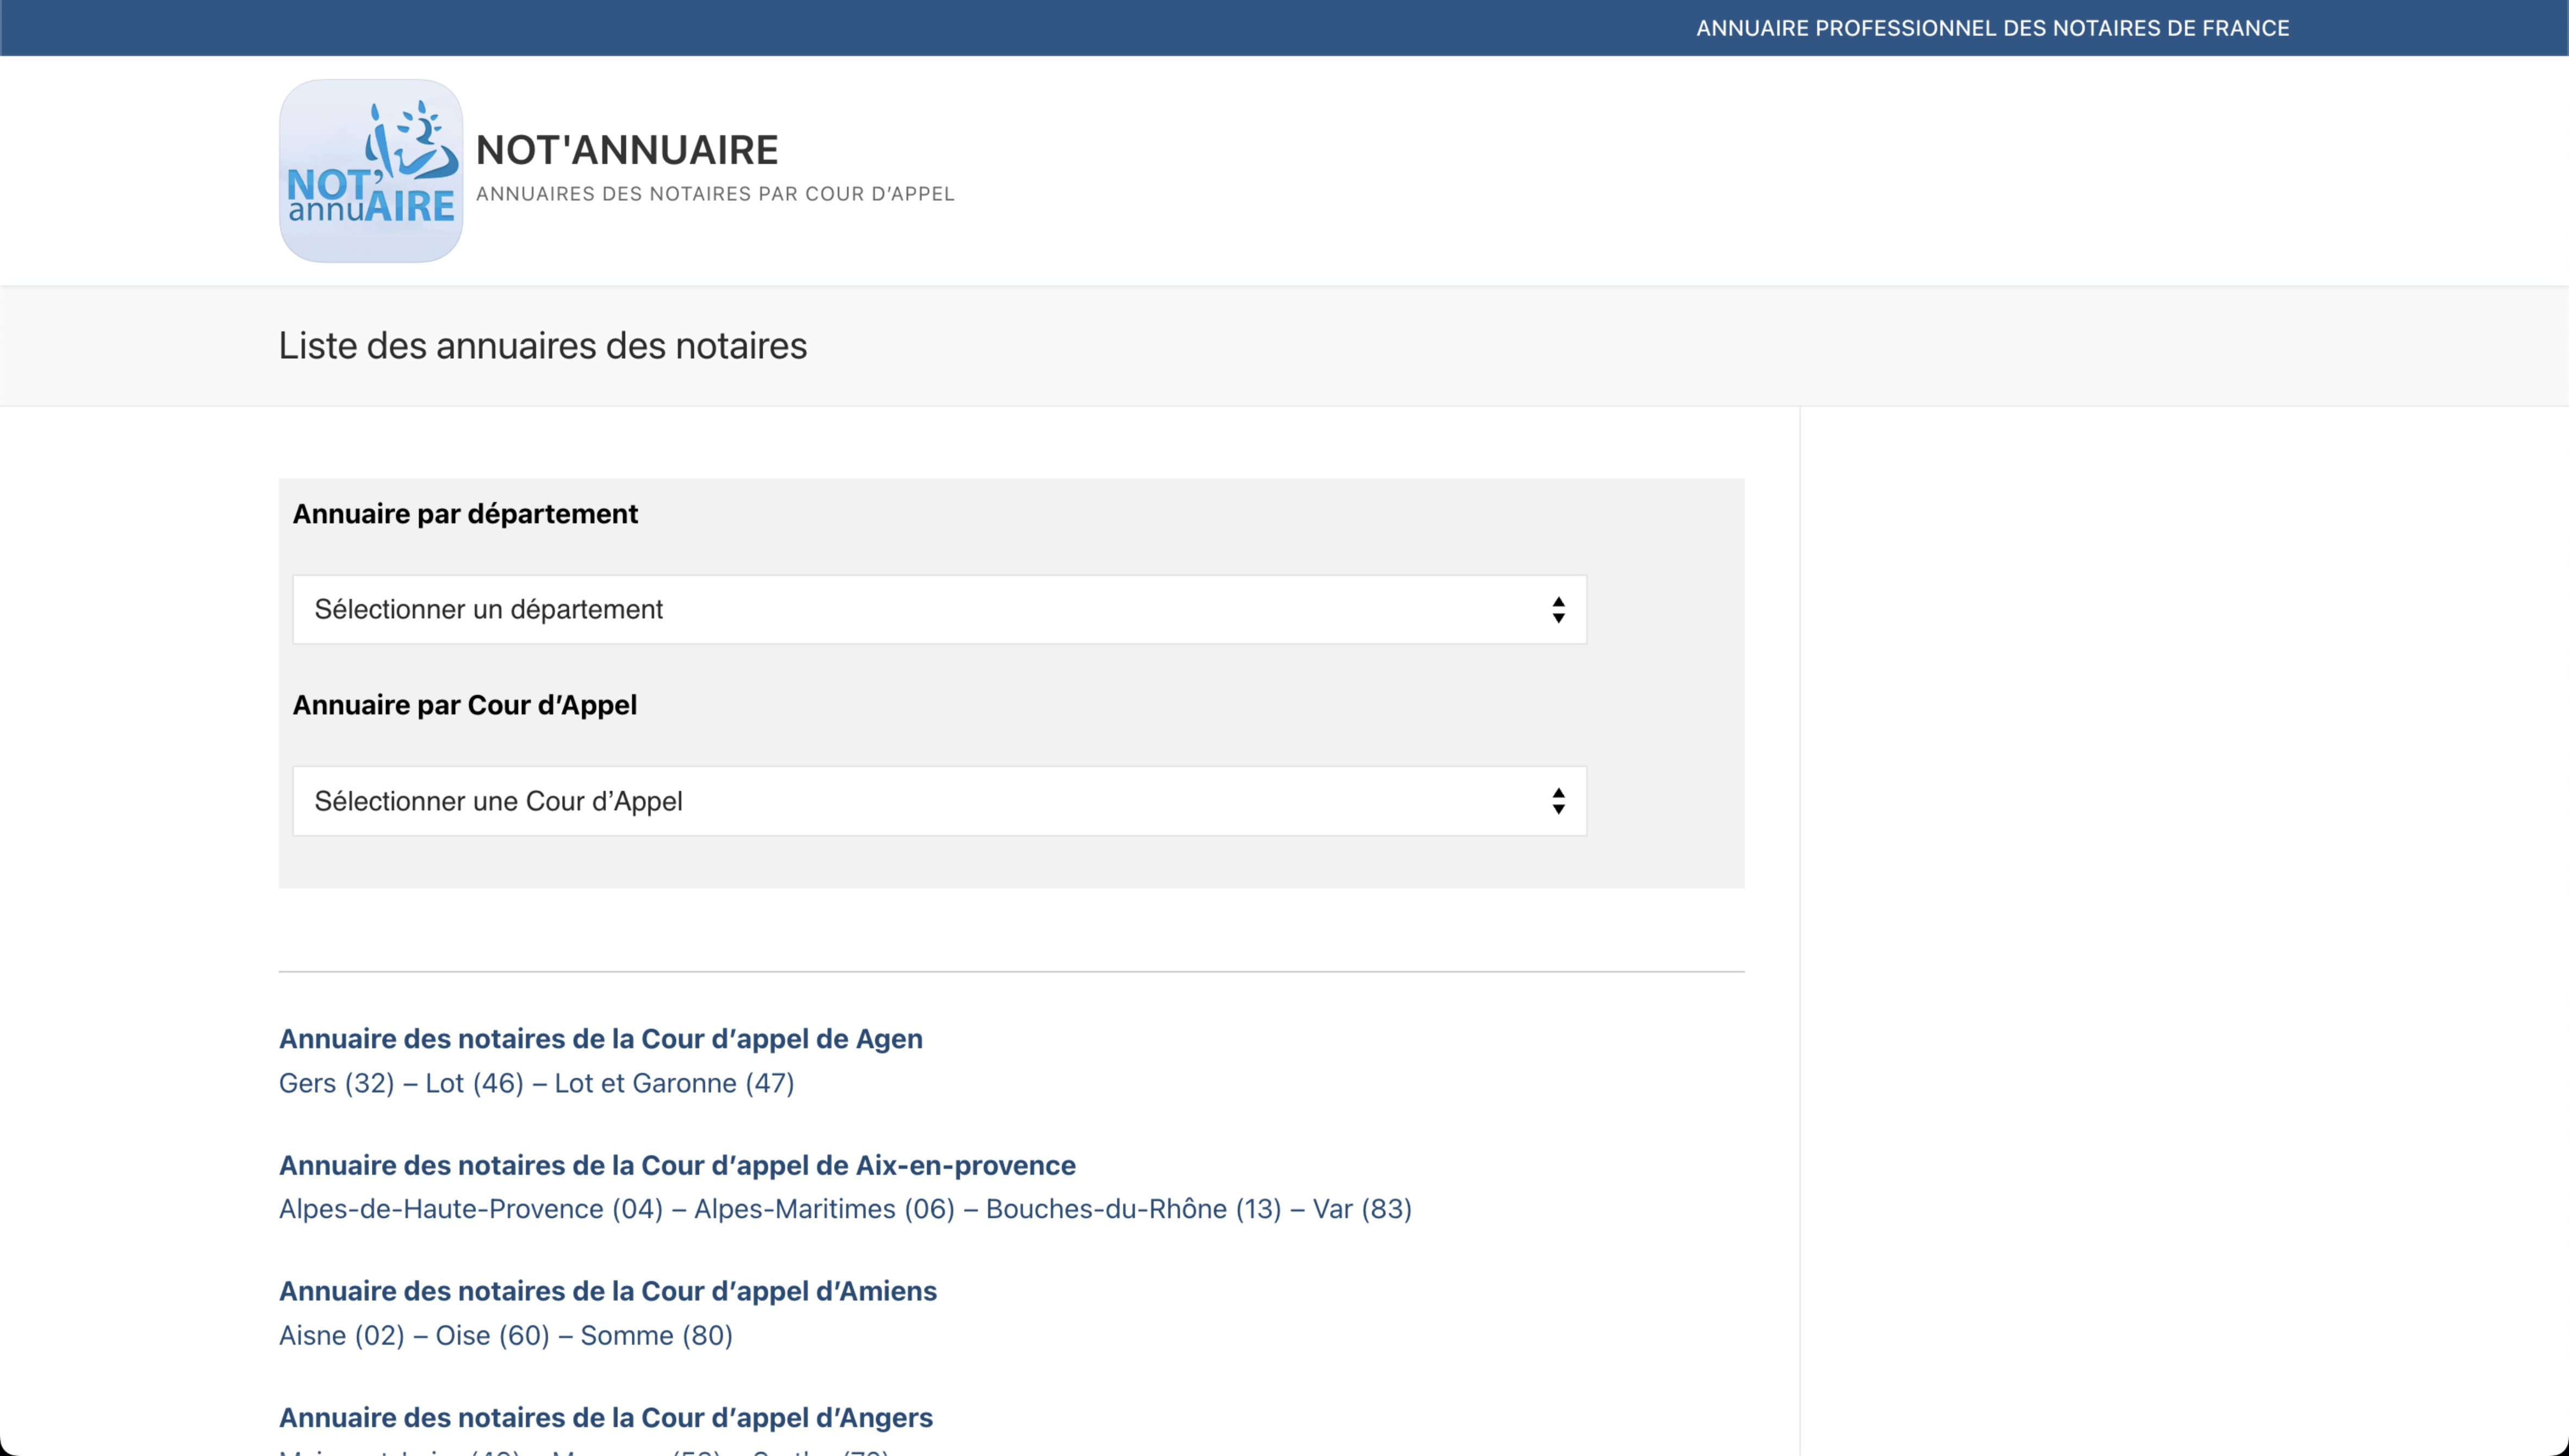 ANNUAIRE PROFESSIONNEL DES NOTAIRES DE FRANCE
NOT'
annuAIRE
NOT'ANNUAIRE
ANNUAIRES DES NOTAIRES PAR COUR D’APPEL
Liste des annuaires des notaires
Annuaire par département
Sélectionner un département
Annuaire par Cour d’Appel
Sélectionner une Cour d’Appel
Annuaire des notaires de la Cour d’appel de Agen
Gers (32) – Lot (46) – Lot et Garonne (47)
Annuaire des notaires de la Cour d’appel de Aix-en-provence
Alpes-de-Haute-Provence (04) – Alpes-Maritimes (06) – Bouches-du-Rhône (13) – Var (83)
Annuaire des notaires de la Cour d’appel d’Amiens
Aisne (02) – Oise (60) – Somme (80)
Annuaire des notaires de la Cour d’appel d’Angers